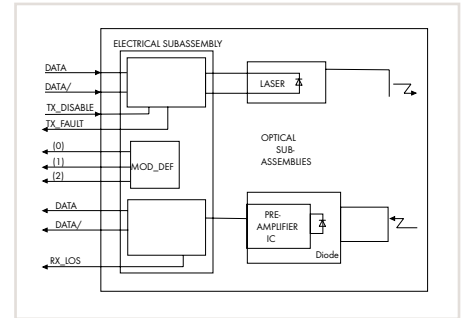 ELECTRICAL SUBASSEMBLY
DATA
DATA/
LASER
TX_DISABLE
TX_FAULT
OPTICAL
SUB-
ASSEMBLIES
(0)
(1)
(2)
MOD_DEF
DATA
DATA/
PRE-
AMPLIFIER
IC
Diode
RX_LOS